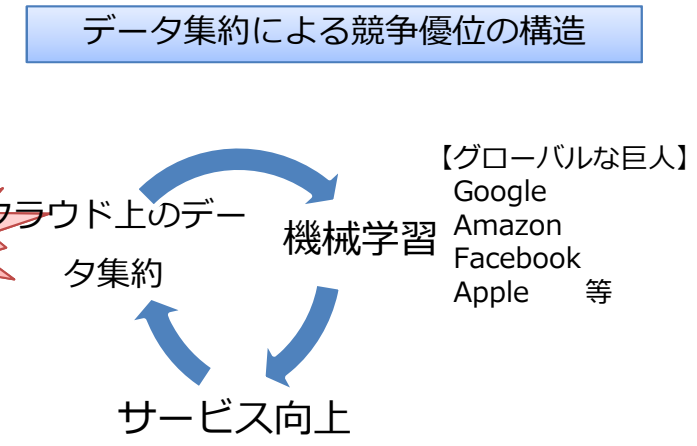 データ集約による競争優位の構造
【グローバルな巨人】
Google
Amazon
Facebook
Apple 等
クラウド上のデー
タ集約
機械学習
サービス向上